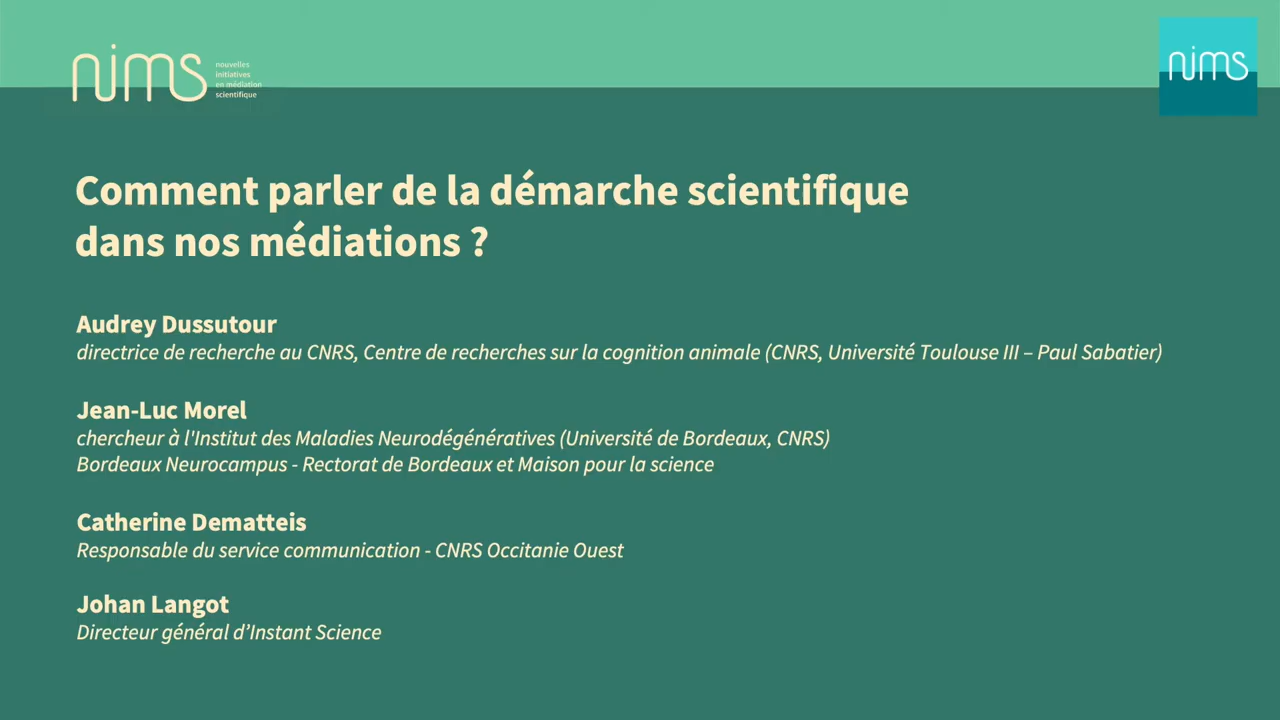 nims
nouvelles
initiatives
en médiation
scientifique
nims
Comment parler de la démarche scientifique
dans nos médiations ?
Audrey Dussutour
directrice de recherche au CNRS, Centre de recherches sur la cognition animale (CNRS, Université Toulouse III – Paul Sabatier)
Jean-Luc Morel
chercheur à l'Institut des Maladies Neurodégénératives (Université de Bordeaux, CNRS)
Bordeaux Neurocampus - Rectorat de Bordeaux et Maison pour la science
Catherine Dematteis
Responsable du service communication - CNRS Occitanie Ouest
Johan Langot
Directeur général d’Instant Science